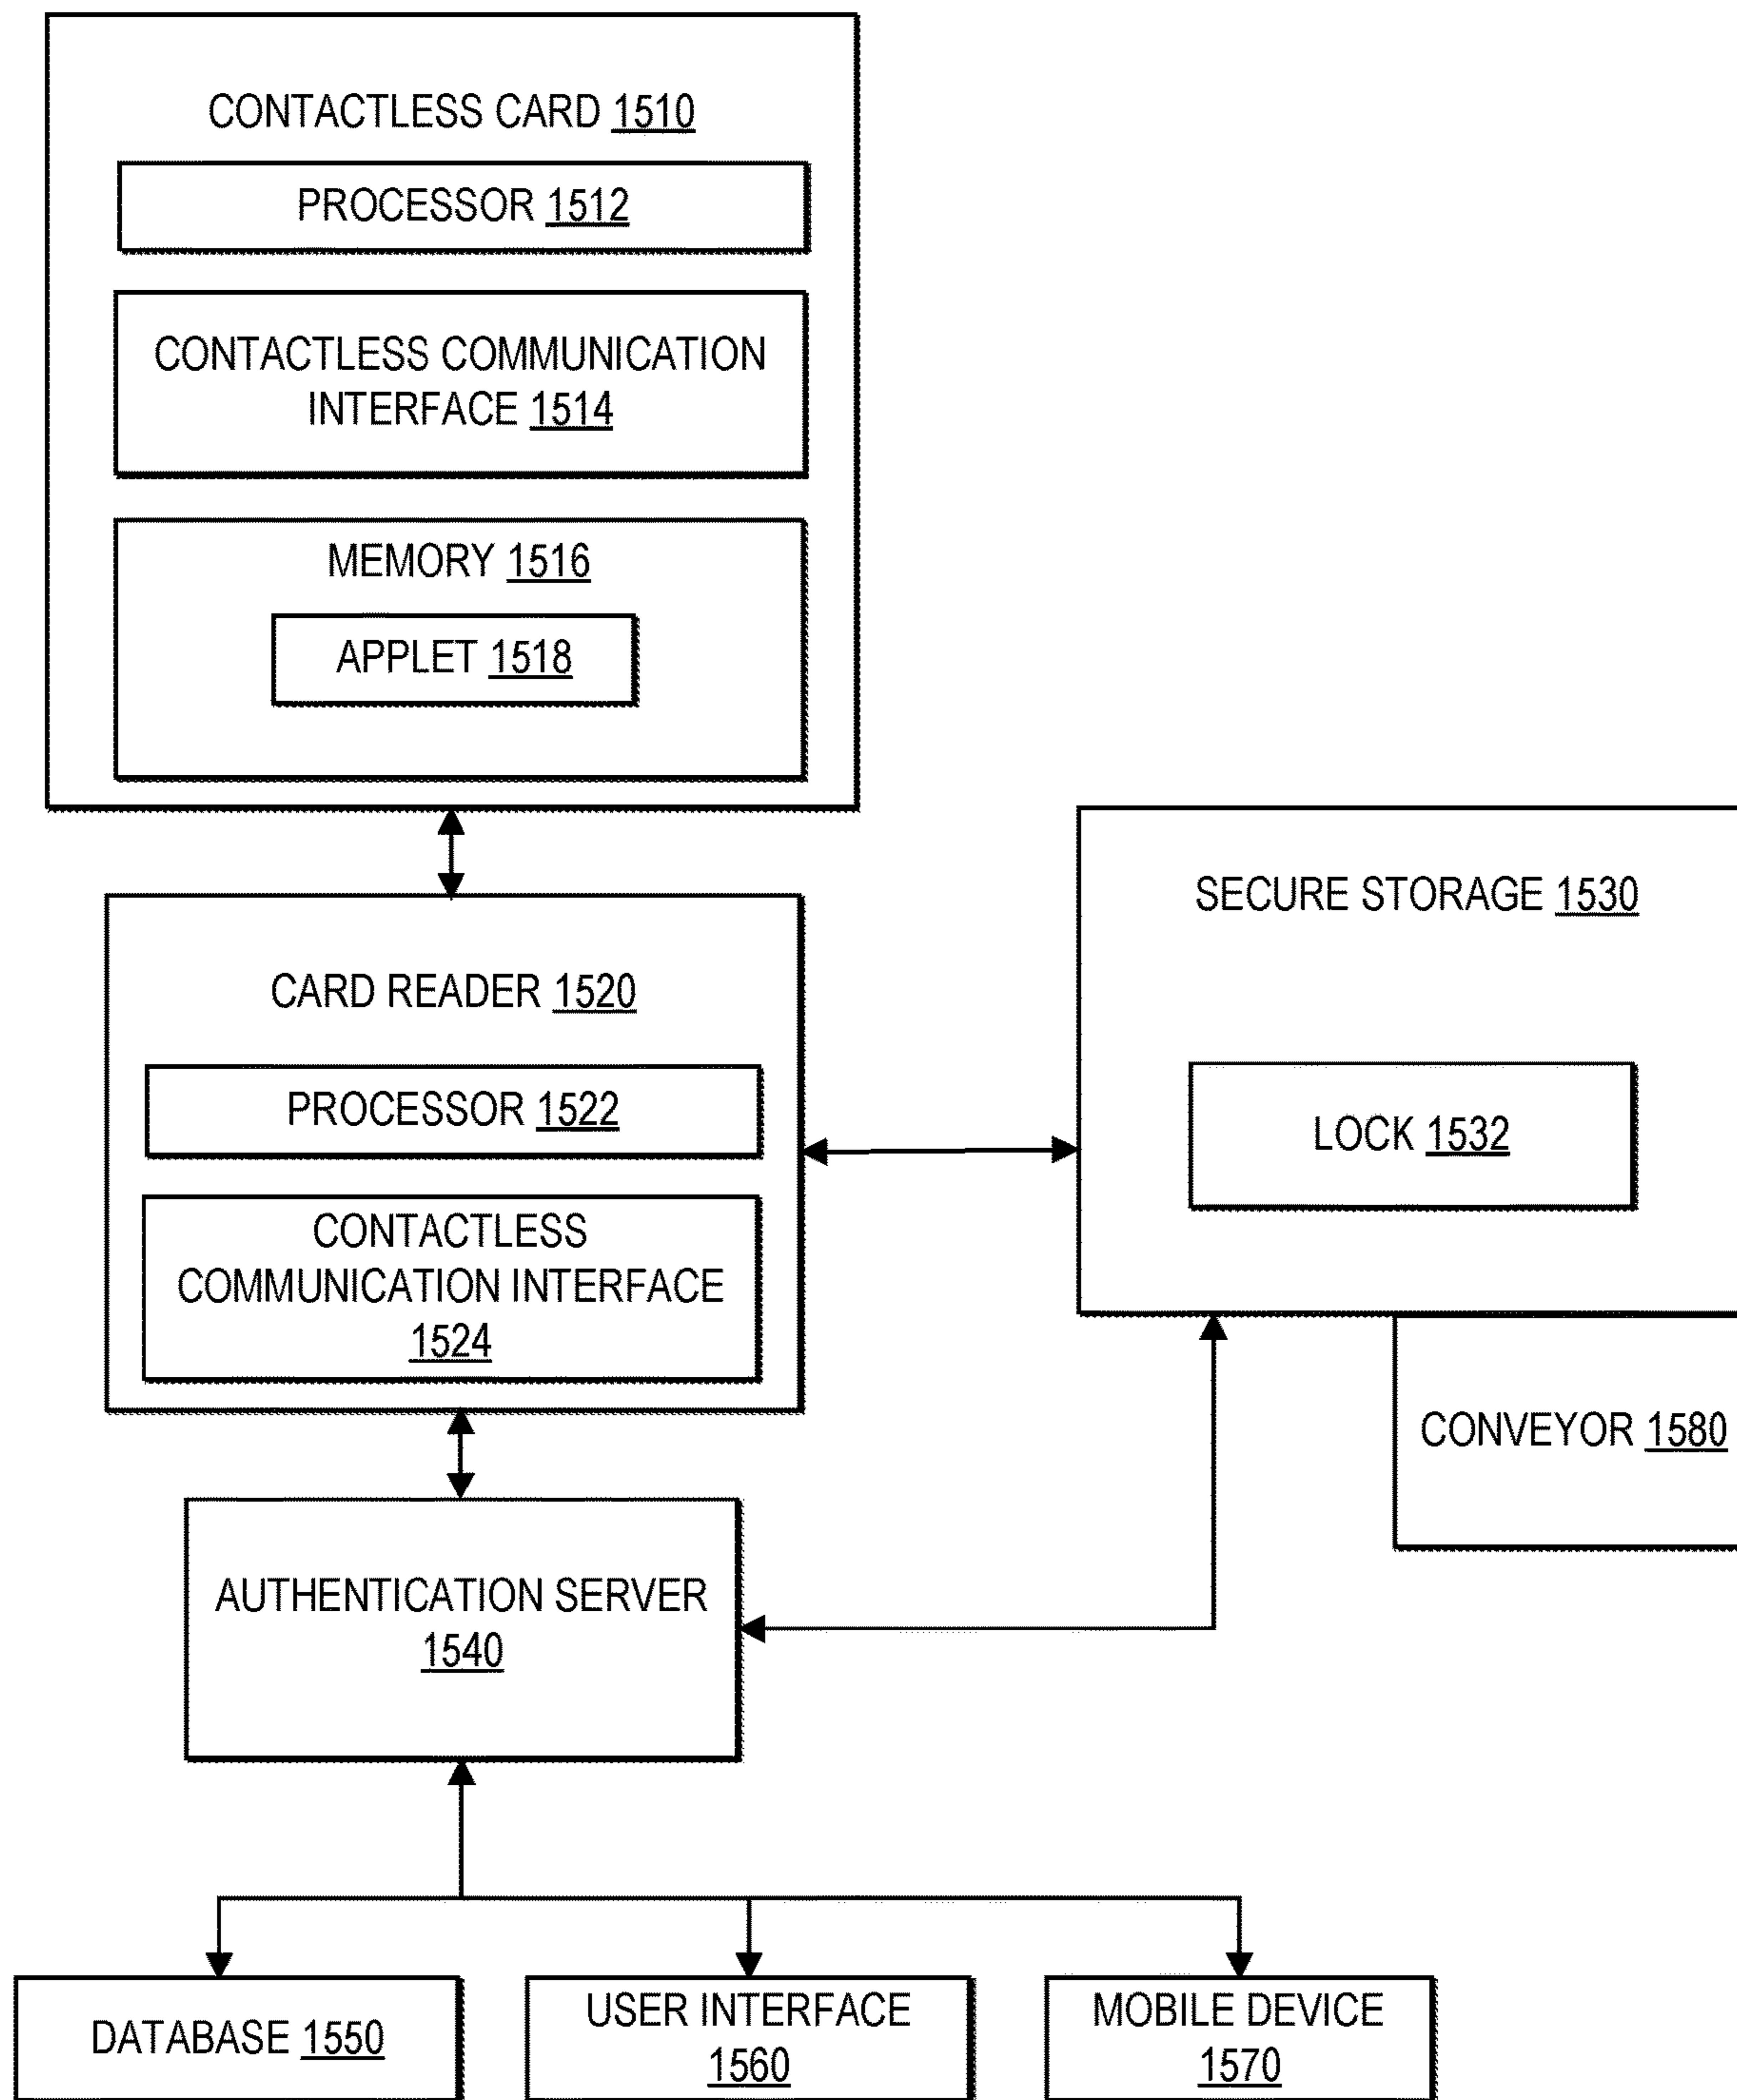 CONTACTLESS CARD 1510
PROCESSOR 1512
CONTACTLESS COMMUNICATION
INTERFACE 1514
MEMORY 1516
APPLET 1518
SECURE STORAGE 1530
LOCK 1532
CARD READER 1520
PROCESSOR 1522
CONTACTLESS
COMMUNICATION INTERFACE
1524
CONVEYOR 1580
AUTHENTICATION SERVER
1540
DATABASE 1550
USER INTERFACE
1560
MOBILE DEVICE
1570